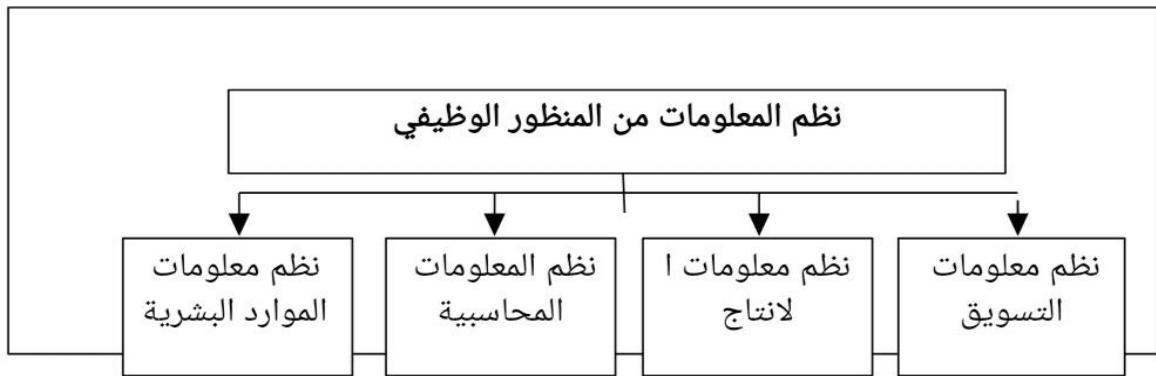 نظم المعلومات من المنظور الوظيفي
نظم معلومات
التسويق
نظم معلومات ا
لانتاج
نظم المعلومات
المحاسبية
نظم معلومات
الموارد البشرية